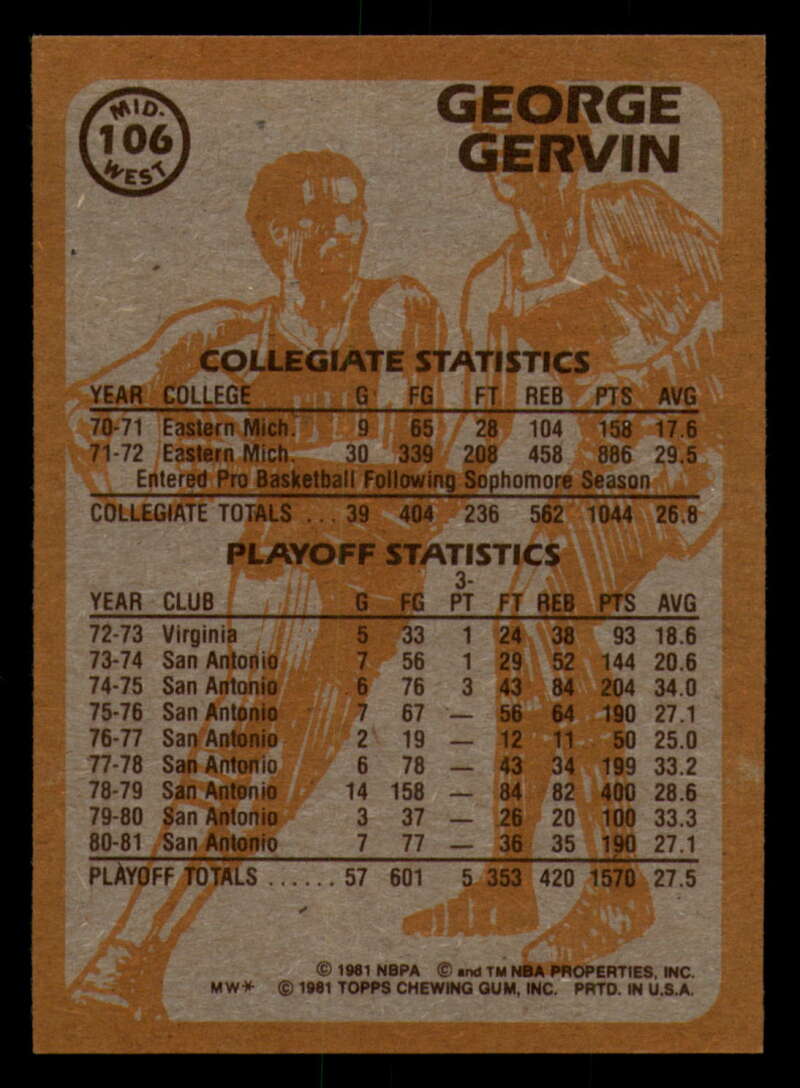 MID-
106
WEST
GEORGE
GERVIN
COLLEGIATE STATISTICS
YEAR COLLEGE G FG FT REB PTS AVG
70-71 Eastern Mich. 9 65 28 104 158 17.6
71-72 Eastern Mich. 30 339 208 458 886 29.5
Entered Pro Basketball Following Sophomore Season
COLLEGIATE TOTALS ... 39 404 236 562 1044 26.8
PLAYOFF STATISTICS
YEAR CLUB G FG 3-PT FT REB PTS AVG
72-73 Virginia 5 33 1 24 38 93 18.6
73-74 San Antonio 7 56 1 29 52 144 20.6
74-75 San Antonio 6 76 3 43 84 204 34.0
75-76 San Antonio 7 67 — 56 64 190 27.1
76-77 San Antonio 2 19 — 12 11 50 25.0
77-78 San Antonio 6 78 — 43 34 199 33.2
78-79 San Antonio 14 158 — 84 82 400 28.6
79-80 San Antonio 3 37 — 26 20 100 33.3
80-81 San Antonio 7 77 — 36 35 190 27.1
PLAYOFF TOTALS ...... 57 601 5 353 420 1570 27.5
© 1981 NBPA © and TM NBA PROPERTIES, INC.
MW* © 1981 TOPPS CHEWING GUM, INC. PRTD. IN U.S.A.